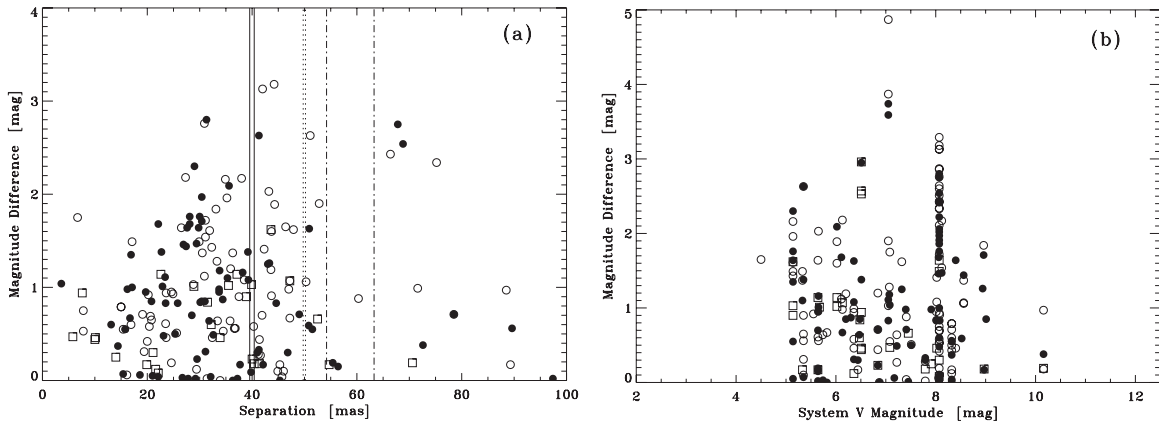 (a)
4
3
2
1
0
Magnitude Difference [mag]
0 20 40 60 80 100
Separation [mas]
(b)
5
4
3
2
1
0
Magnitude Difference [mag]
2 4 6 8 10 12
System V Magnitude [mag]